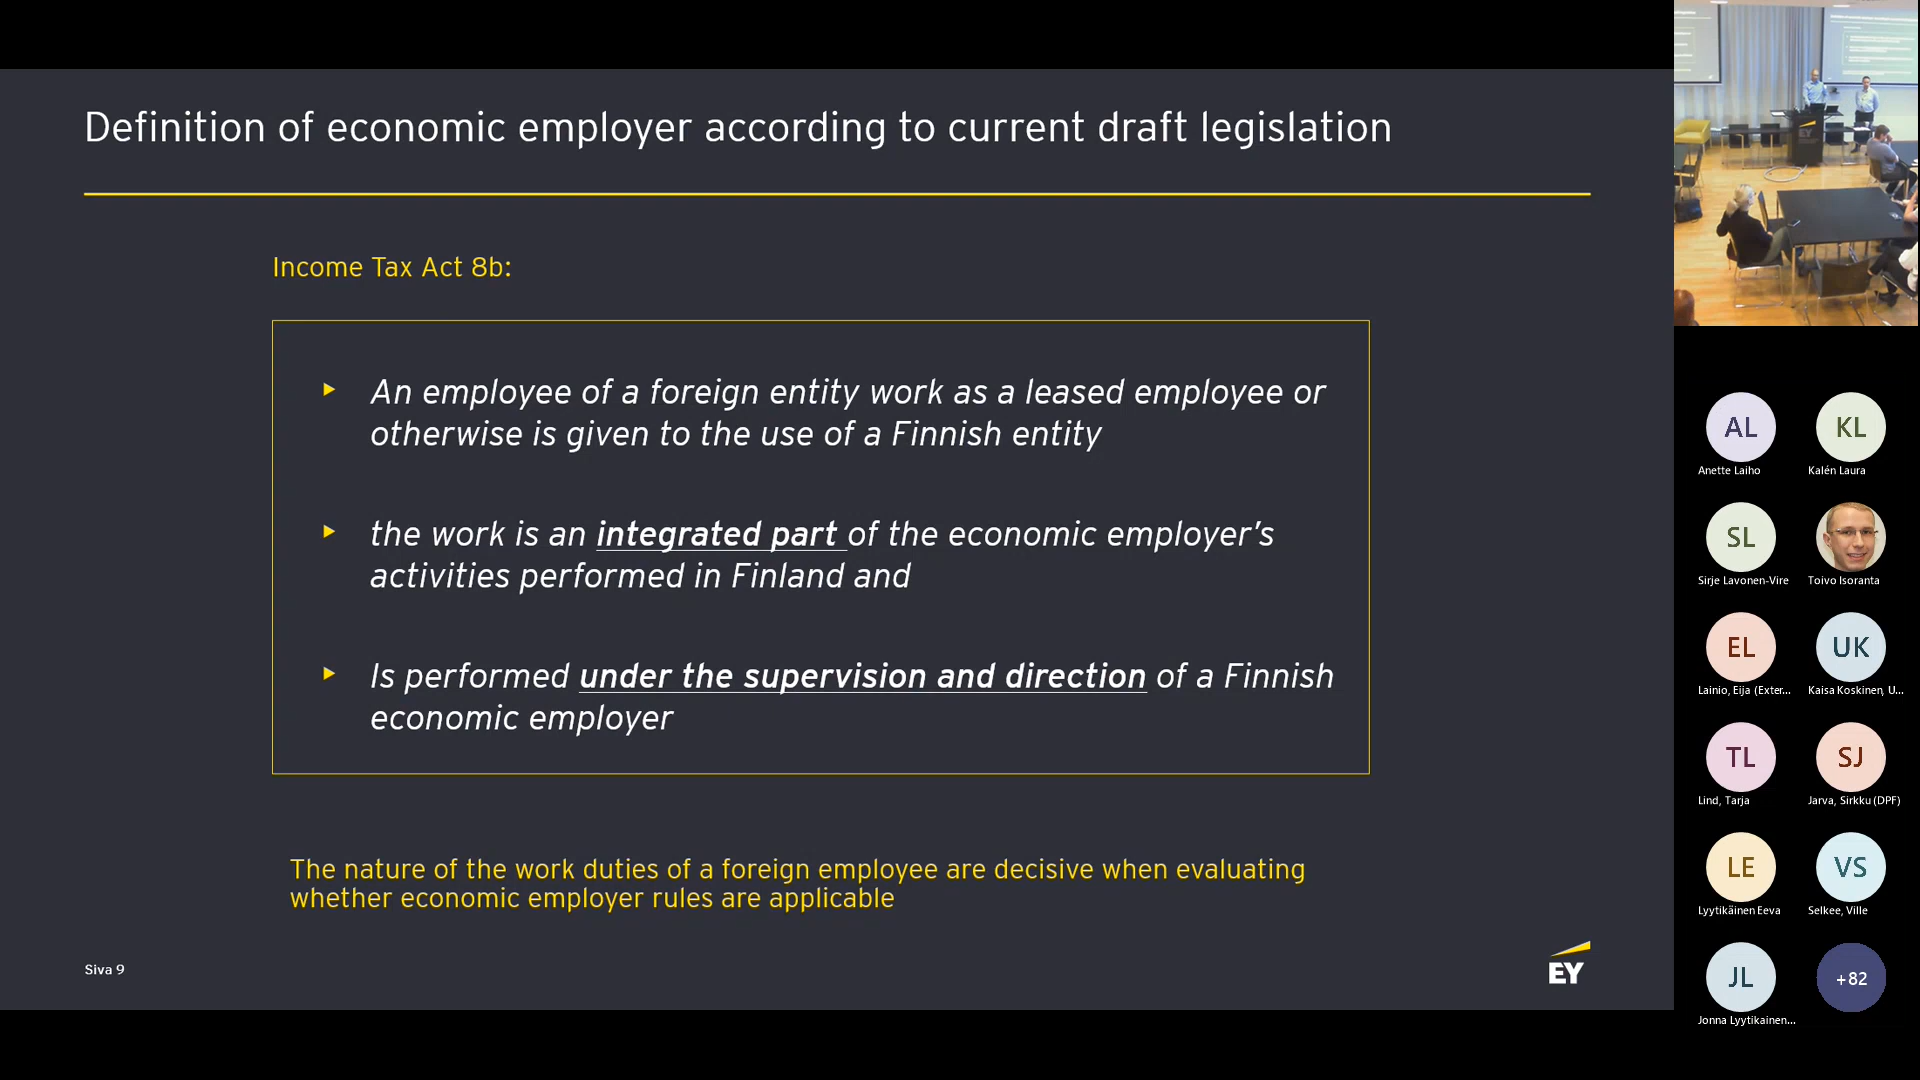 Definition of economic employer according to current draft legislation
Income Tax Act 8b:
An employee of a foreign entity work as a leased employee or
otherwise is given to the use of a Finnish entity
the work is an integrated part of the economic employer's
activities performed in Finland and
Is performed under the supervision and direction of a Finnish
economic employer
The nature of the work duties of a foreign employee are decisive when evaluating
whether economic employer rules are applicable
Siva 9
EY
EY
AL
KL
Anette Laiho
Kalén Laura
SL
Sirje Lavonen-Vire
Toivo Isoranta
EL
UK
Lainio, Eija (Exter...
Kaisa Koskinen, U...
TL
SJ
Lind, Tarja
Jarva, Sirkku (DPF)
LE
VS
Lyytikäinen Eeva
Selkee, Ville
JL
+82
Jonna Lyytikainen...